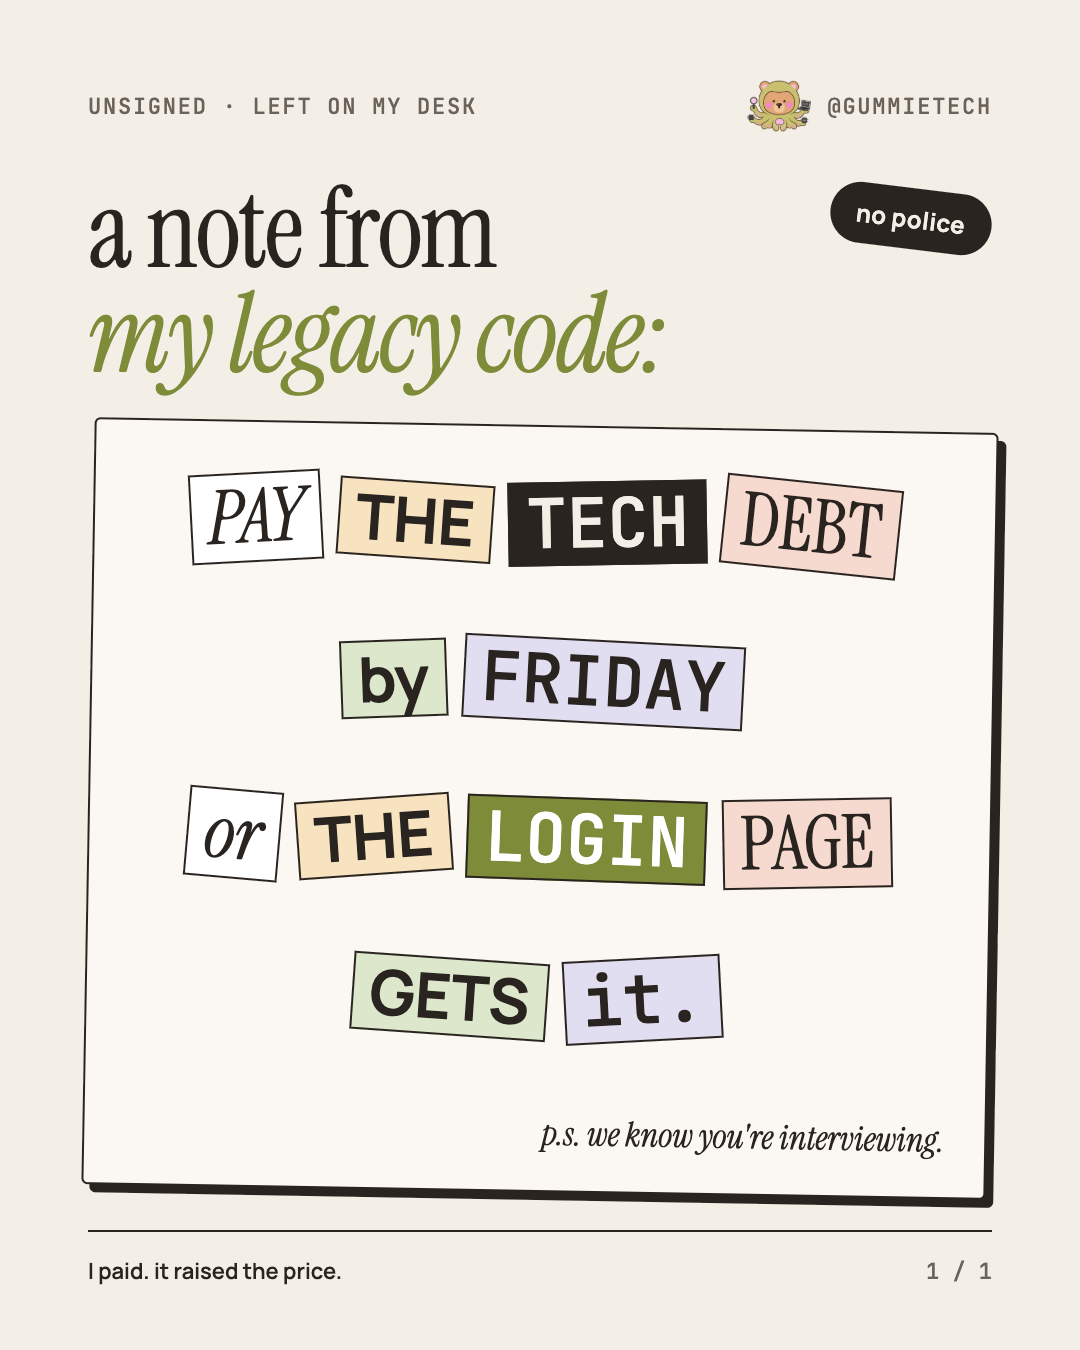 UNSIGNED · LEFT ON MY DESK
@GUMMIETECH
a note from
no police
my legacy code:
PAY THE TECH DEBT
by FRIDAY
or THE LOGIN PAGE
GETS it.
p.s. we know you're interviewing.
I paid. it raised the price.
1 / 1